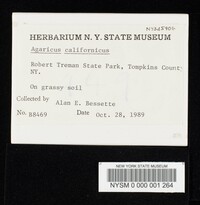 HERBARIUM N. Y. STATE MUSEUM
Agaricus californicus
Robert Treman State Park, Tompkins County
NY.
On grassy soil
Collected by Alan E. Bessette
No. B8469 Date Oct. 28, 1989
NEW YORK STATE MUSEUM
NYSM 0 000 001 264